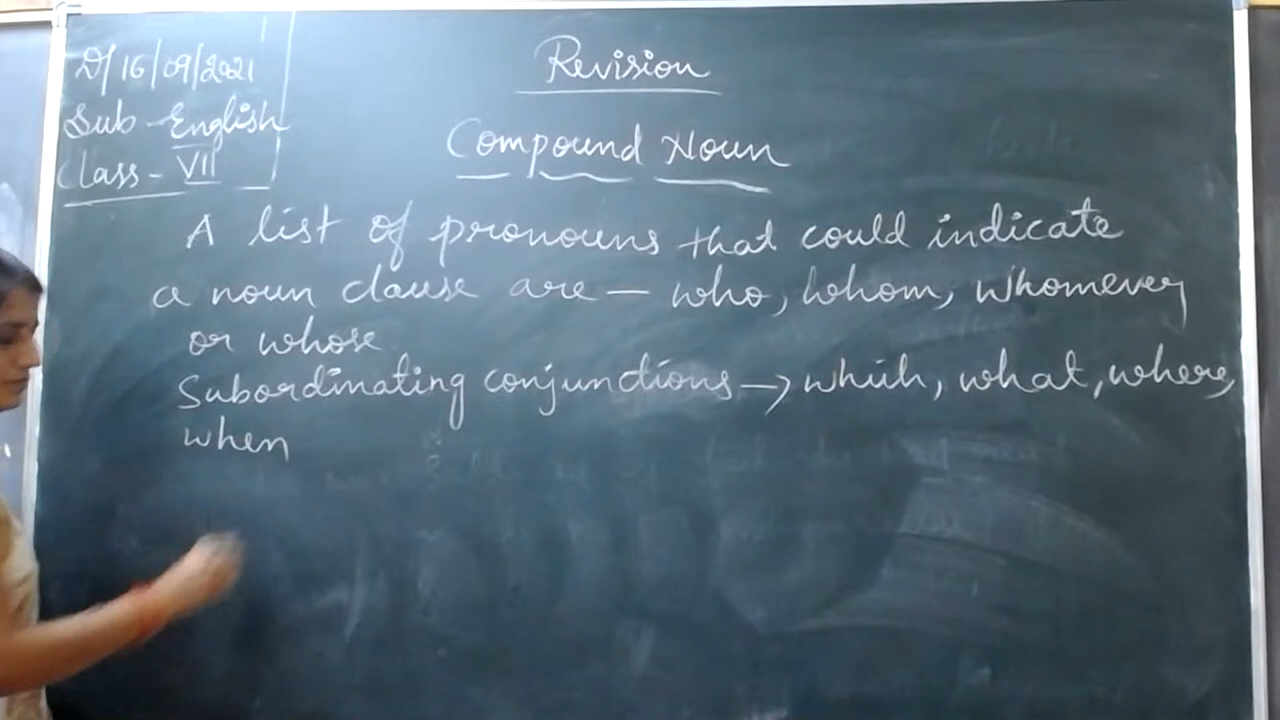 D/ 16/09/2021
Sub - English
Class - VII
Revision
Compound Noun
A list of pronouns that could indicate
a noun clause are — who, whom, whomever
or whose
Subordinating conjunctions → which, what, where,
when